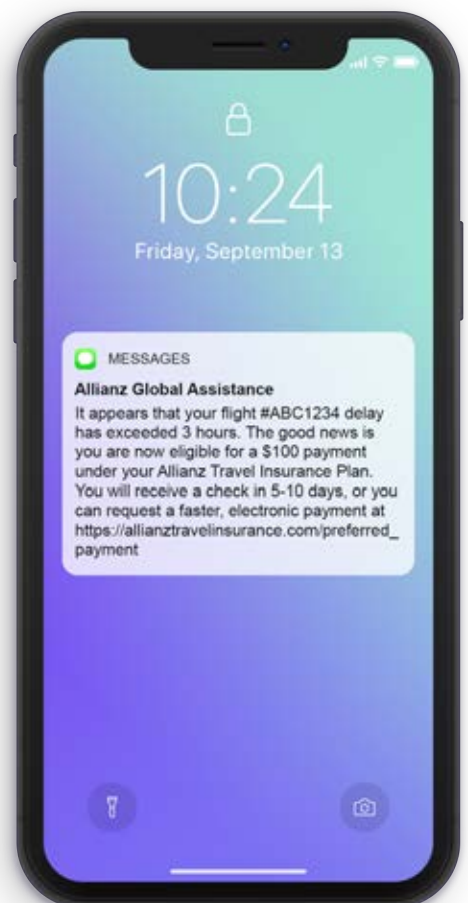 10:24
Friday, September 13
MESSAGES
Allianz Global Assistance
It appears that your flight #ABC1234 delay
has exceeded 3 hours. The good news is
you are now eligible for a $100 payment
under your Allianz Travel Insurance Plan.
You will receive a check in 5-10 days, or you
can request a faster, electronic payment at
https://allianztravelinsurance.com/preferred_
payment